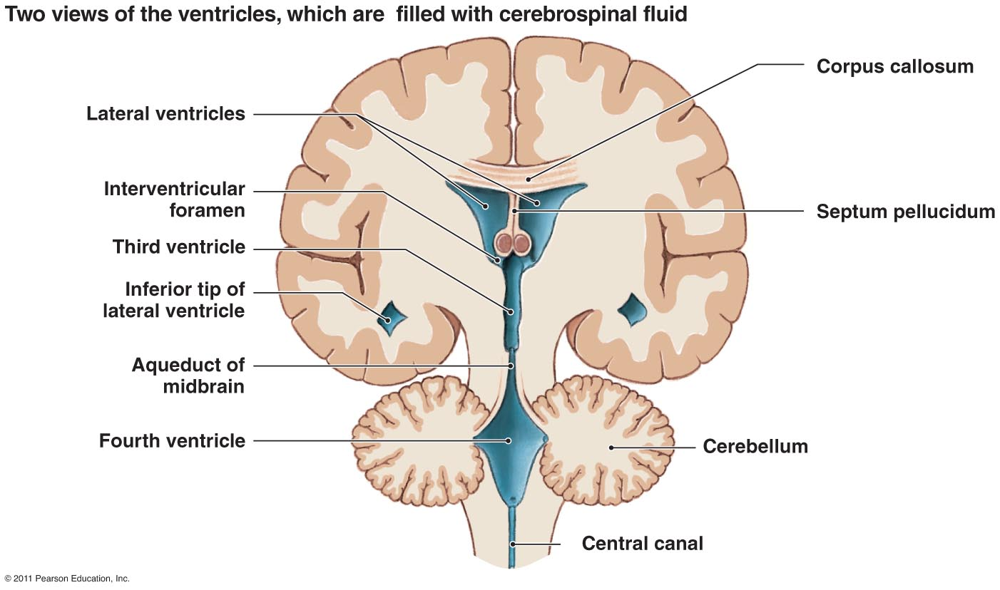 Two views of the ventricles, which are  filled with cerebrospinal fluid
Corpus callosum
Lateral ventricles
Interventricular
foramen
Septum pellucidum
Third ventricle
Inferior tip of
lateral ventricle
Aqueduct of
midbrain
Fourth ventricle
Cerebellum
Central canal
© 2011 Pearson Education, Inc.